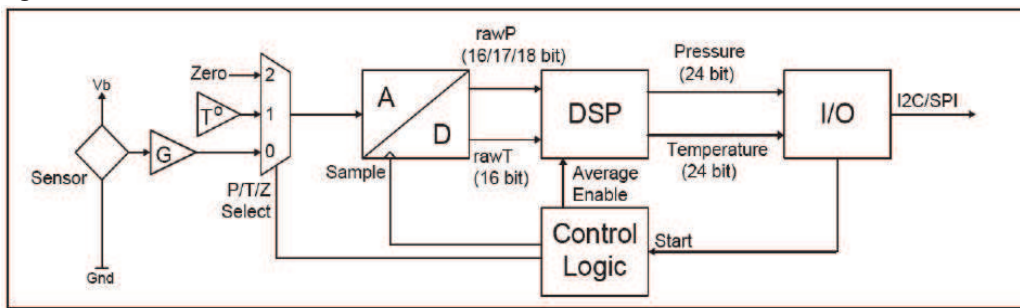 Vb
Sensor
Gnd
G
Zero
T°
2
1
0
P/T/Z
Select
A
D
Sample
rawP
(16/17/18 bit)
rawT
(16 bit)
DSP
Average
Enable
Control
Logic
Pressure
(24 bit)
Temperature
(24 bit)
Start
I/O
I2C/SPI